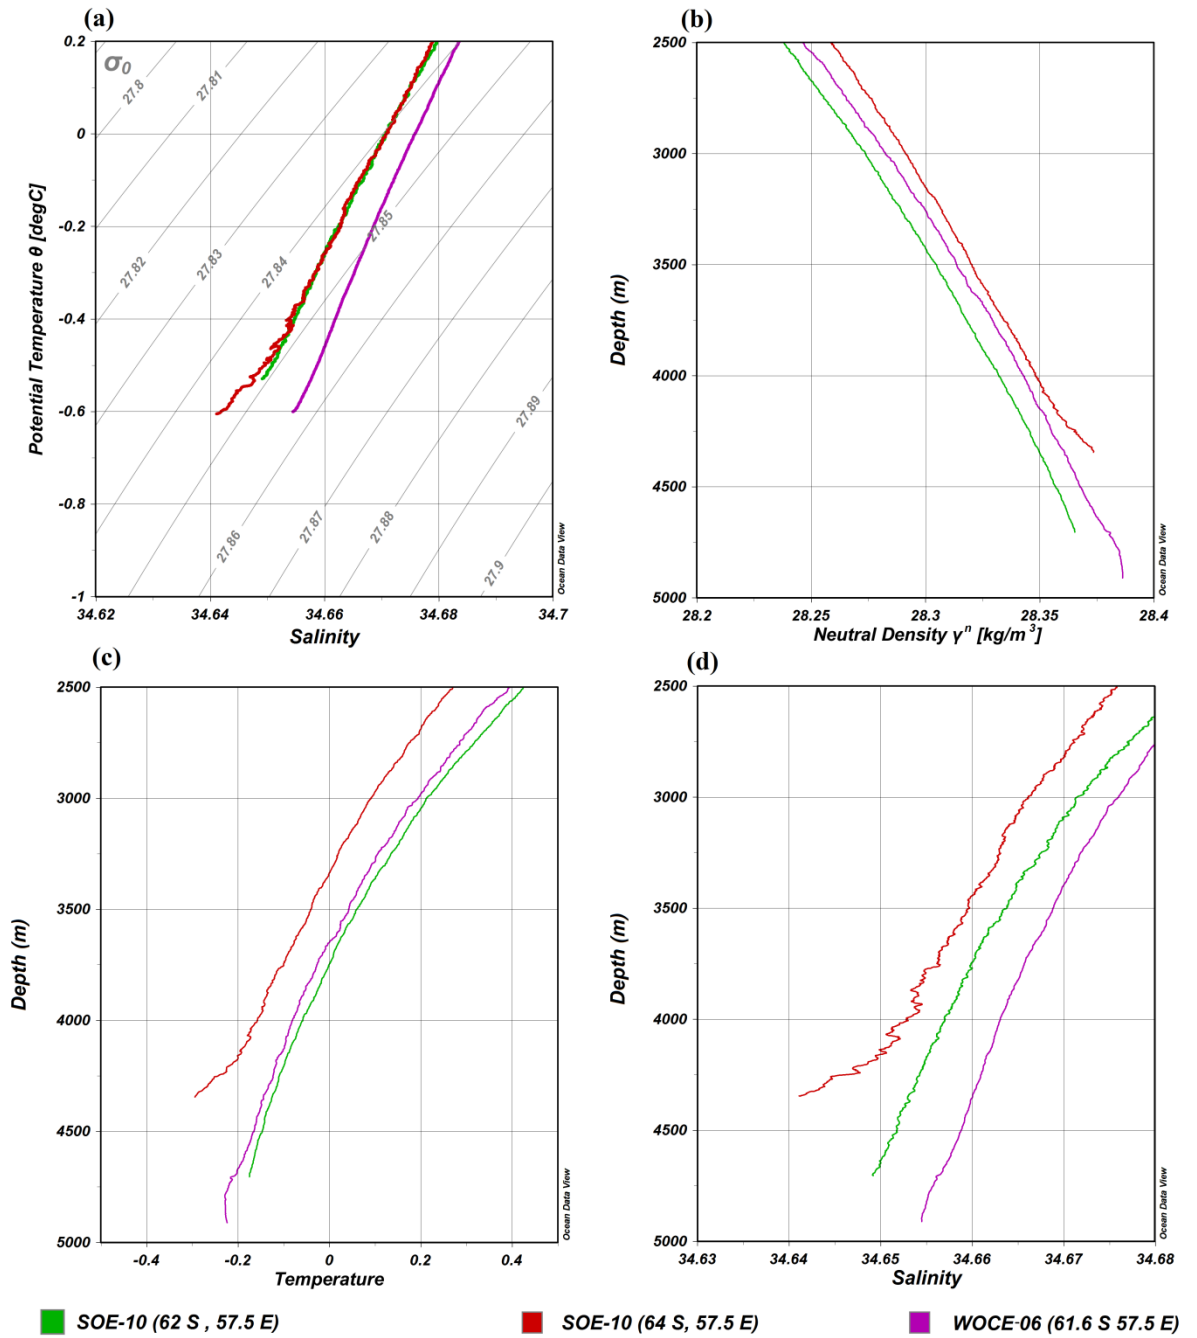 (a)
0.2
0
-0.2
-0.4
-0.6
-0.8
-1
Potential Temperature θ [degC]
σ0
27.8
27.81
27.82
27.83
27.84
27.85
27.86
27.87
27.88
27.89
27.9
34.62
34.64
34.66
34.68
34.7
Salinity
Ocean Data View
(b)
2500
3000
3500
4000
4500
5000
Depth (m)
28.2
28.25
28.3
28.35
28.4
Neutral Density γⁿ [kg/m³]
Ocean Data View
(c)
2500
3000
3500
4000
4500
5000
Depth (m)
-0.4
-0.2
0
0.2
0.4
Temperature
Ocean Data View
(d)
2500
3000
3500
4000
4500
5000
Depth (m)
34.63
34.64
34.65
34.66
34.67
34.68
Salinity
Ocean Data View
SOE-10 (62 S , 57.5 E)
SOE-10 (64 S, 57.5 E)
WOCE-06 (61.6 S 57.5 E)